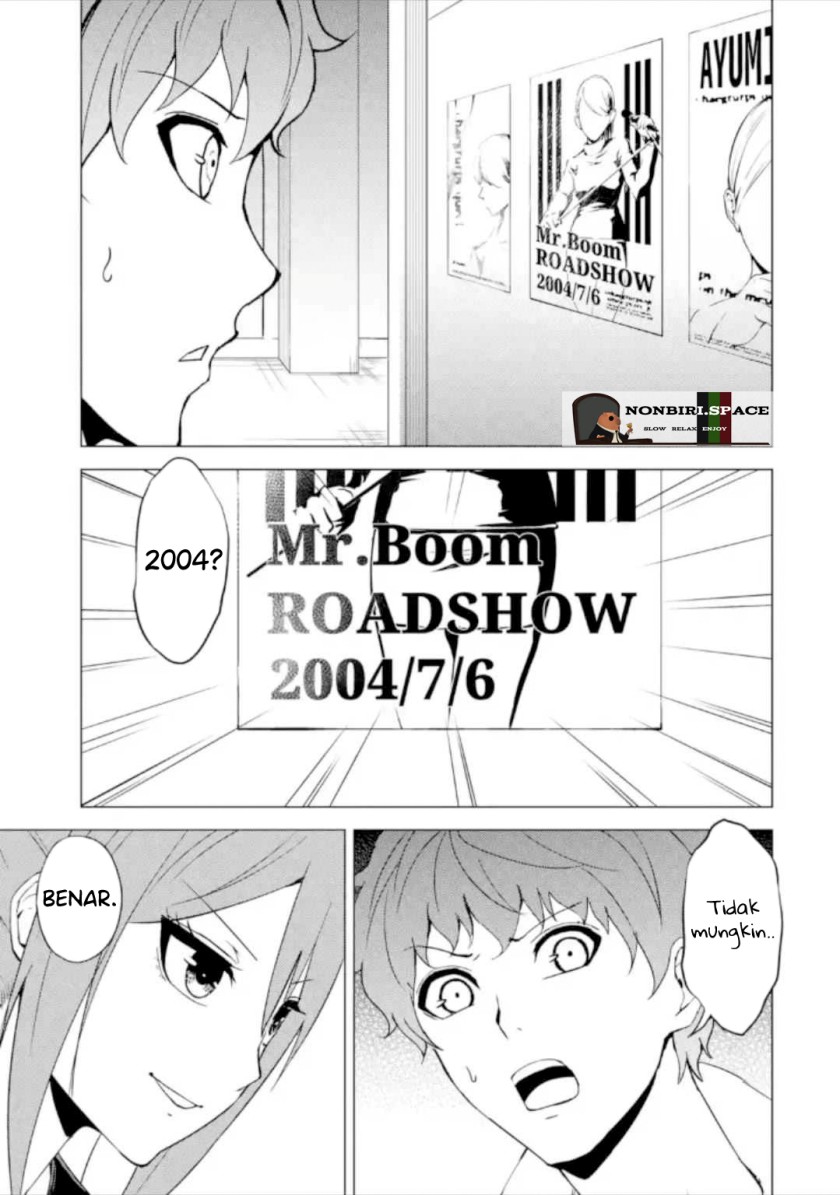 AYUMI
Mr.Boom
ROADSHOW
2004/7/6
NONBIRI.SPACE
SLOW RELAX ENJOY
2004?
Mr.Boom
ROADSHOW
2004/7/6
Tidak
mungkin..
BENAR.